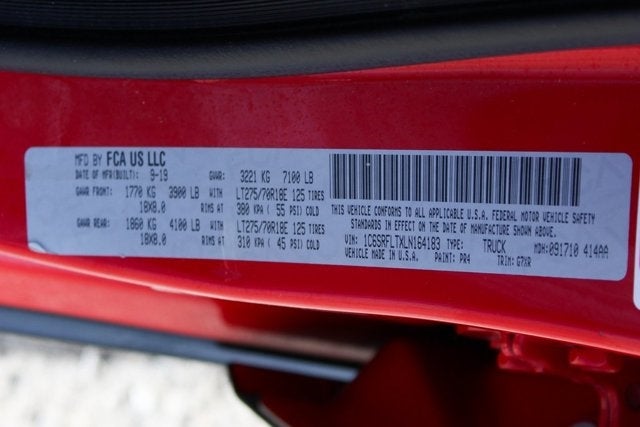 MFD BY FCA US LLC
DATE OF MFR(BUILT): 9-19 GVWR: 3221 KG 7100 LB
GAWR FRONT: 1770 KG 3900 LB WITH LT275/70R18E 125 TIRES
18X8.0 RIMS AT 380 KPA ( 55 PSI) COLD
GAWR REAR: 1860 KG 4100 LB WITH LT275/70R18E 125 TIRES
18X8.0 RIMS AT 310 KPA ( 45 PSI) COLD
THIS VEHICLE CONFORMS TO ALL APPLICABLE U.S.A. FEDERAL MOTOR VEHICLE SAFETY
STANDARDS IN EFFECT ON THE DATE OF MANUFACTURE SHOWN ABOVE.
VIN: 1C6SRFLTXLN164183 TYPE: TRUCK MDH: 091710 414AA
VEHICLE MADE IN U.S.A. PAINT: PR4 TRIM: G7XR